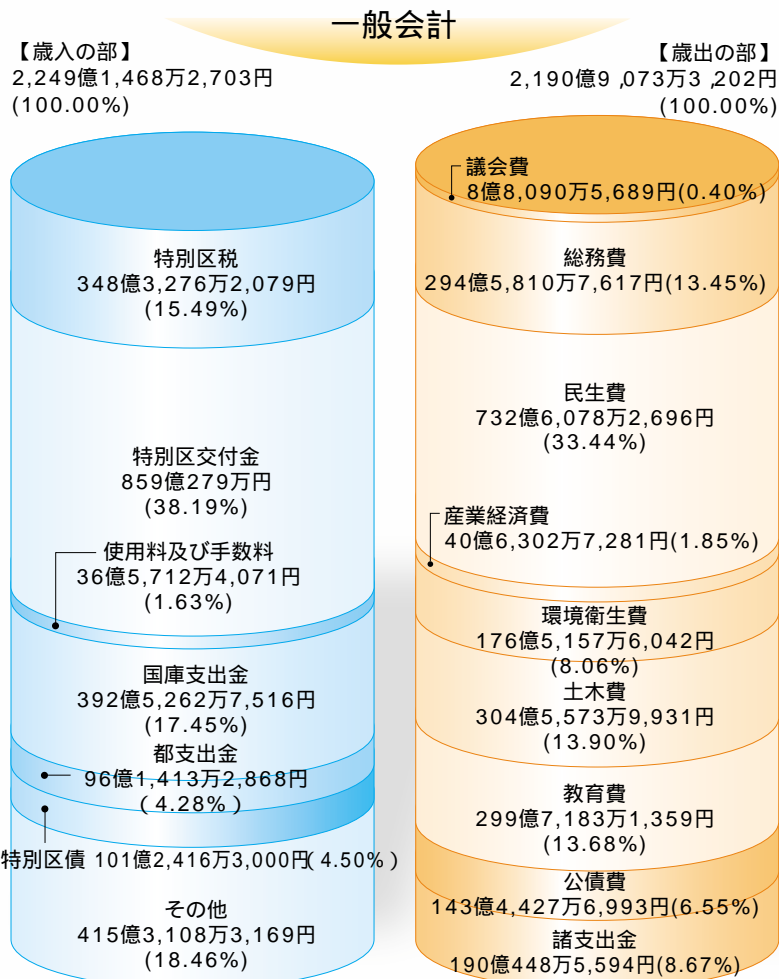 一般会計
【歳入の部】
2,249億1,468万2,703円
(100.00%)
特別区税
348億3,276万2,079円
(15.49%)
特別区交付金
859億279万円
(38.19%)
使用料及び手数料
36億5,712万4,071円
(1.63%)
国庫支出金
392億5,262万7,516円
(17.45%)
都支出金
96億1,413万2,868円
(4.28%)
特別区債 101億2,416万3,000円(4.50%)
その他
415億3,108万3,169円
(18.46%)
【歳出の部】
2,190億9,073万3,202円
(100.00%)
議会費
8億8,090万5,689円(0.40%)
総務費
294億5,810万7,617円(13.45%)
民生費
732億6,078万2,696円
(33.44%)
産業経済費
40億6,302万7,281円(1.85%)
環境衛生費
176億5,157万6,042円
(8.06%)
土木費
304億5,573万9,931円
(13.90%)
教育費
299億7,183万1,359円
(13.68%)
公債費
143億4,427万6,993円(6.55%)
諸支出金
190億448万5,594円(8.67%)